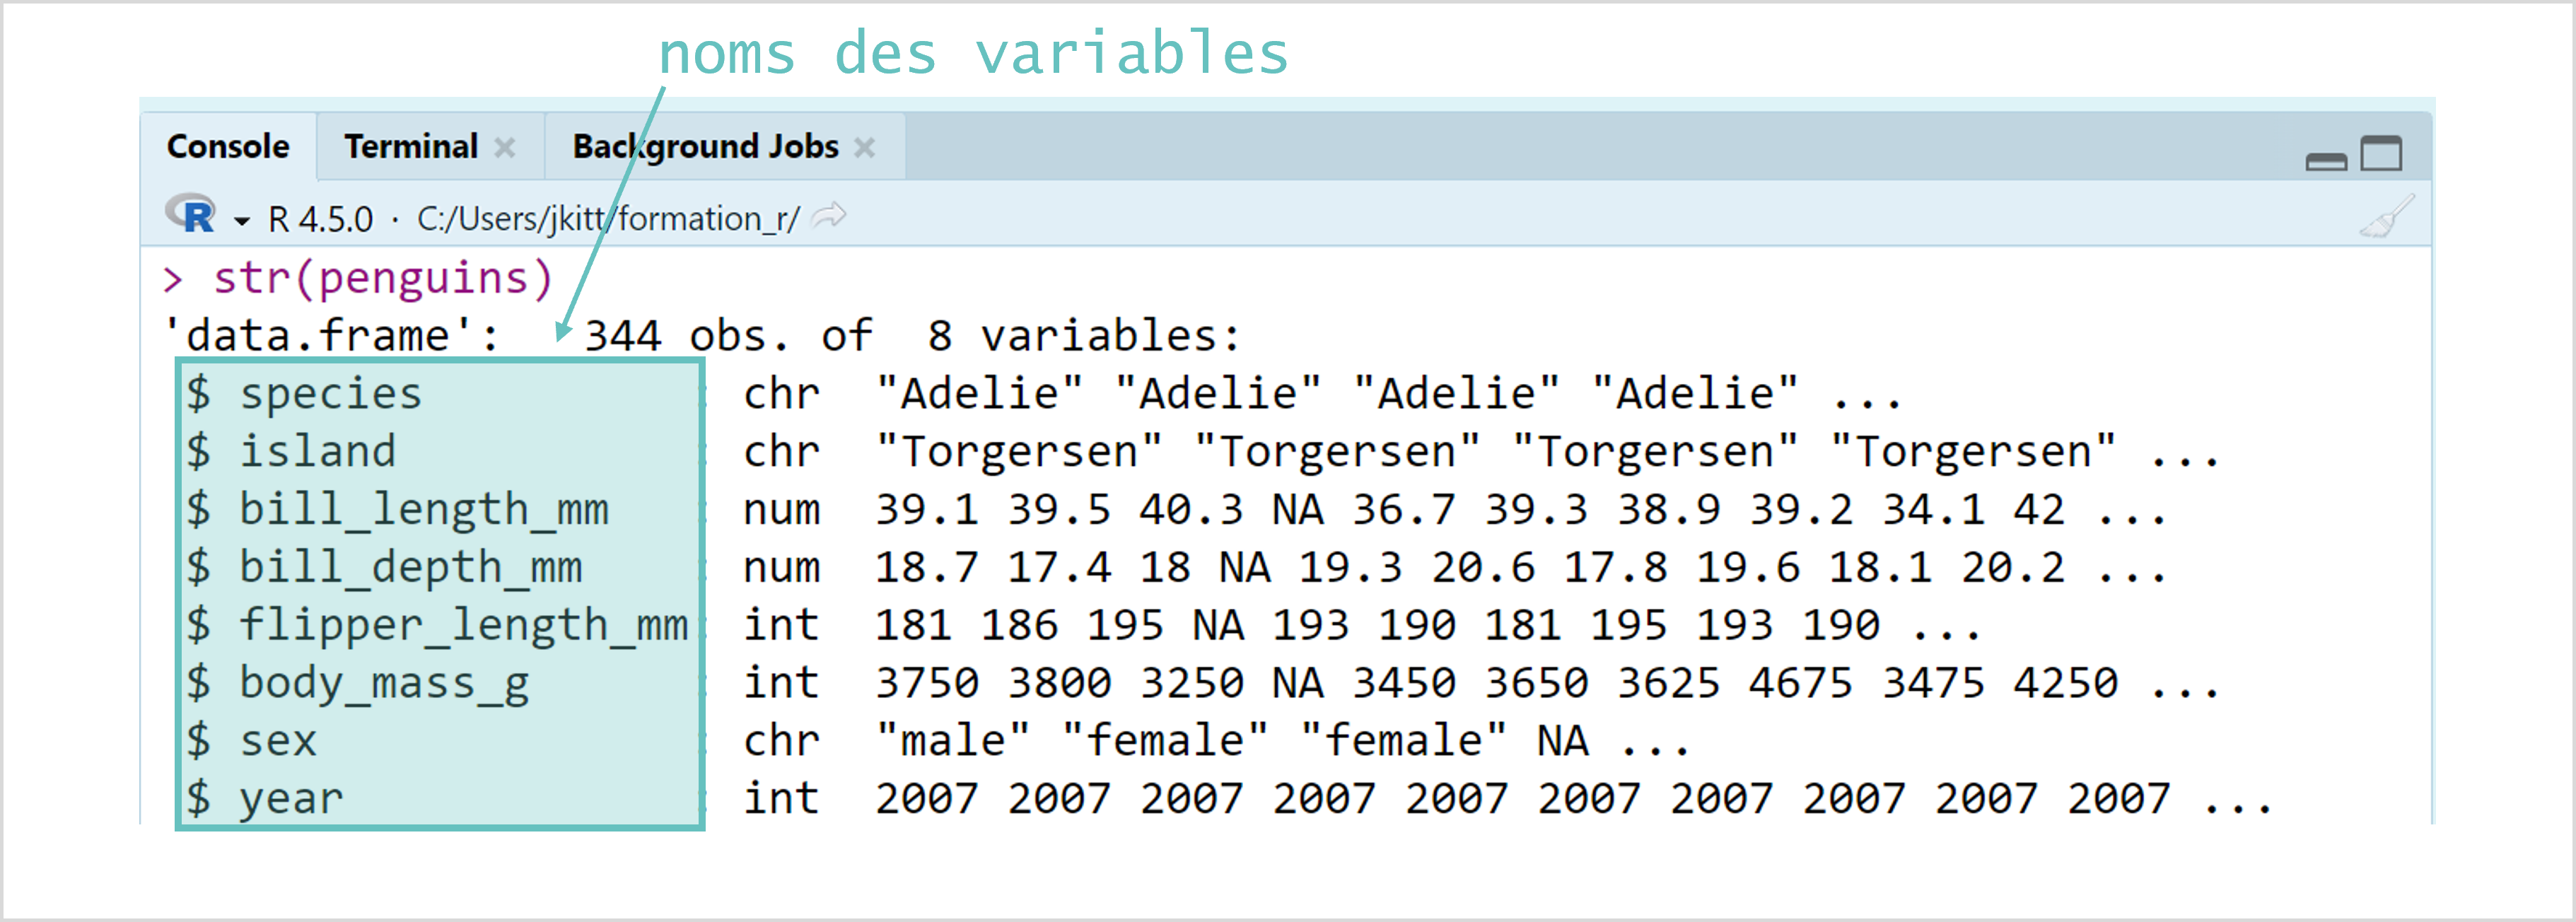 noms des variables
Console Terminal Background Jobs
R R 4.5.0 · C:/Users/jkitt/formation_r/
> str(penguins)
'data.frame':   344 obs. of  8 variables:
$ species : chr "Adelie" "Adelie" "Adelie" "Adelie" ...
$ island : chr "Torgersen" "Torgersen" "Torgersen" "Torgersen" ...
$ bill_length_mm : num 39.1 39.5 40.3 NA 36.7 39.3 38.9 39.2 34.1 42 ...
$ bill_depth_mm : num 18.7 17.4 18 NA 19.3 20.6 17.8 19.6 18.1 20.2 ...
$ flipper_length_mm: int 181 186 195 NA 193 190 181 195 193 190 ...
$ body_mass_g : int 3750 3800 3250 NA 3450 3650 3625 4675 3475 4250 ...
$ sex : chr "male" "female" "female" NA ...
$ year : int 2007 2007 2007 2007 2007 2007 2007 2007 2007 2007 ...